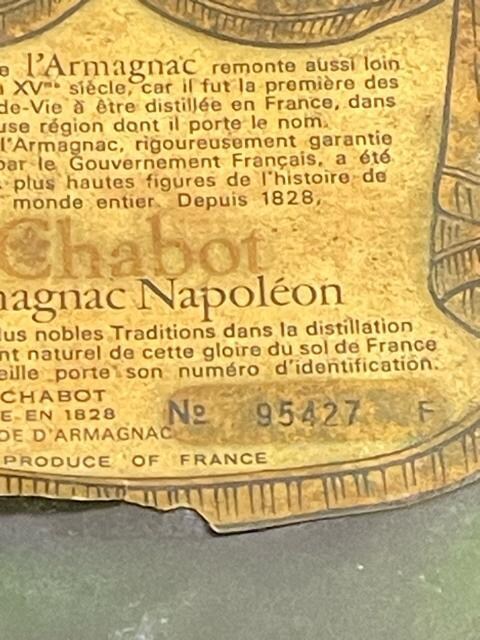 e l'Armagnac remonte aussi loin
XVme siècle, car il fut la première des
de-Vie à être distillée en France, dans
use région dont il porte le nom.
l'Armagnac, rigoureusement garantie
par le Gouvernement Français, a été
plus hautes figures de l'histoire de
monde entier. Depuis 1828,
Chabot
magnac Napoléon
lus nobles Traditions dans la distillation
nt naturel de cette gloire du sol de France
eille porte son numéro d'identification.
CHABOT
E EN 1828
DE D'ARMAGNAC
No 95427 F
PRODUCE OF FRANCE